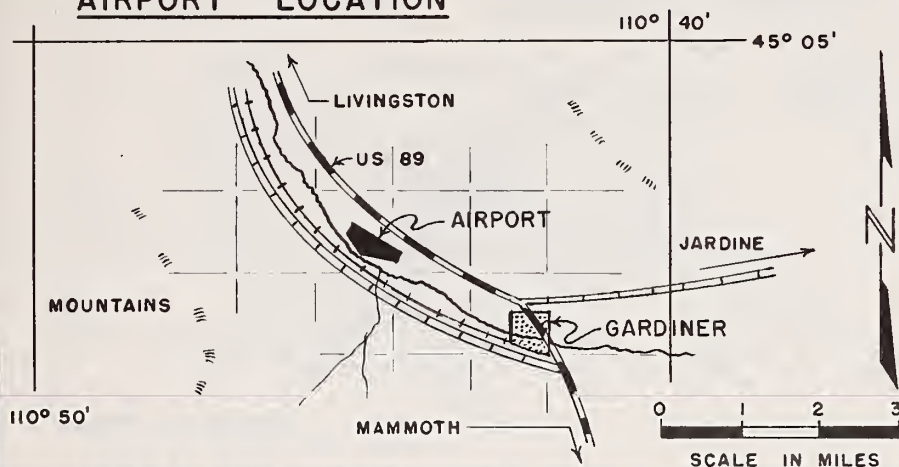 AIRPORT LOCATION
110° 40'
45° 05'
LIVINGSTON
US 89
AIRPORT
N
JARDINE
MOUNTAINS
GARDINER
110° 50'
MAMMOTH
0 1 2 3
SCALE IN MILES